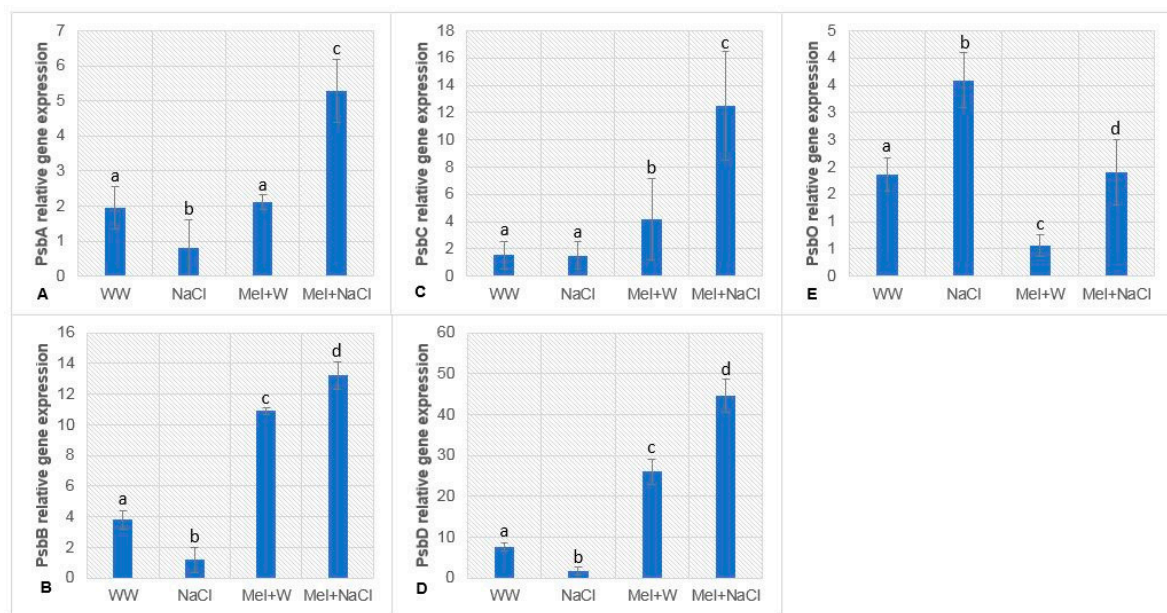 PsbA relative gene expression
7
6
5
4
3
2
1
0
a
b
a
c
WW NaCl Mel+W Mel+NaCl
A
PsbC relative gene expression
18
16
14
12
10
8
6
4
2
0
a
a
b
c
WW NaCl Mel+W Mel+NaCl
C
PsbO relative gene expression
5
4
4
3
3
2
2
1
1
0
a
b
c
d
WW NaCl Mel+W Mel+NaCl
E
PsbB relative gene expression
16
14
12
10
8
6
4
2
0
a
b
c
d
WW NaCl Mel+W Mel+NaCl
B
PsbD relative gene expression
60
50
40
30
20
10
0
a
b
c
d
WW NaCl Mel+W Mel+NaCl
D